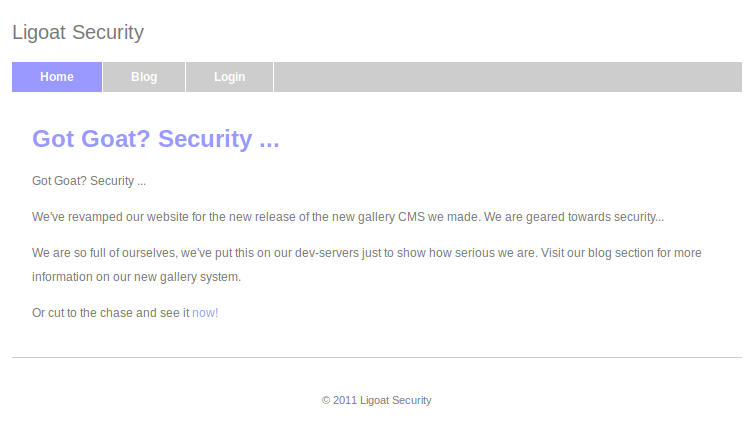 Ligoat Security
Home
Blog
Login
Got Goat? Security ...
Got Goat? Security ...
We've revamped our website for the new release of the new gallery CMS we made. We are geared towards security...
We are so full of ourselves, we've put this on our dev-servers just to show how serious we are. Visit our blog section for more
information on our new gallery system.
Or cut to the chase and see it now!
© 2011 Ligoat Security